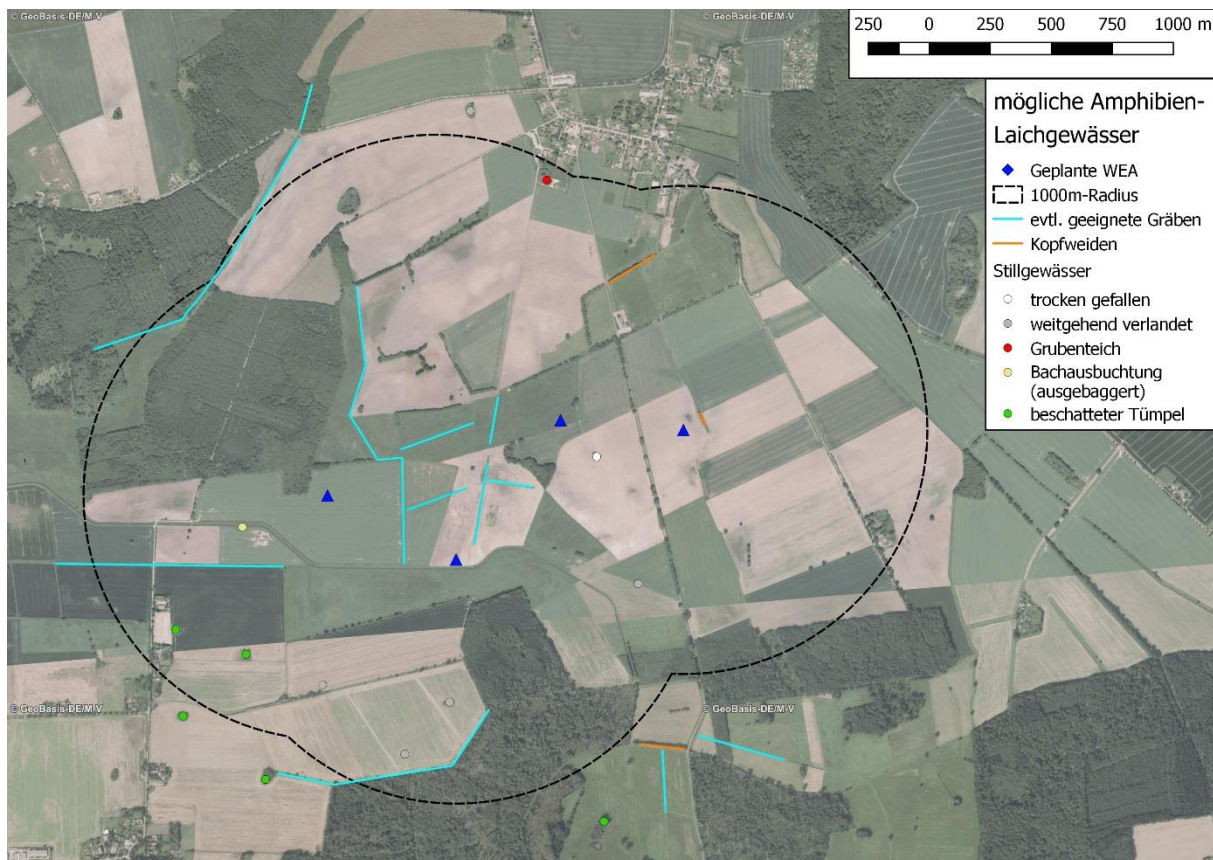 © GeoBasis-DE/M-V
© GeoBasis-DE/M-V
250 0 250 500 750 1000 m
mögliche Amphibien-
Laichgewässer
Geplante WEA
1000m-Radius
evtl. geeignete Gräben
Kopfweiden
Stillgewässer
trocken gefallen
weitgehend verlandet
Grubenteich
Bachausbuchtung
(ausgebaggert)
beschatteter Tümpel
© GeoBasis-DE/M-V
© GeoBasis-DE/M-V